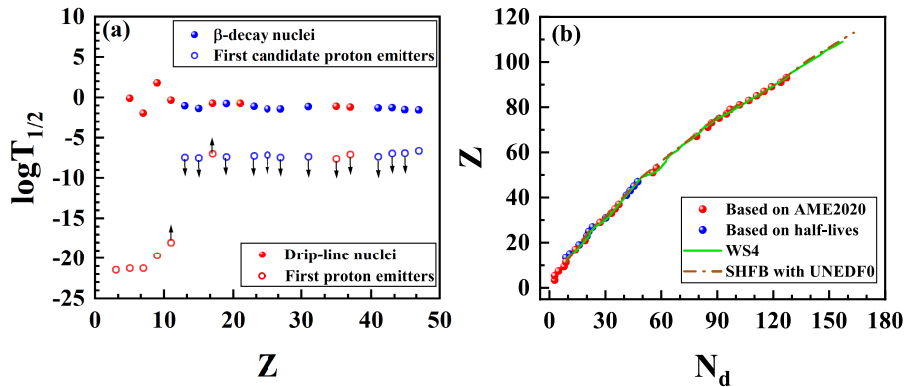 (a)
β-decay nuclei
First candidate proton emitters
Drip-line nuclei
First proton emitters
logT1/2
10
5
0
-5
-10
-15
-20
-25
0 10 20 30 40 50
Z
(b)
Based on AME2020
Based on half-lives
WS4
SHFB with UNEDF0
Z
120
100
80
60
40
20
0
0 30 60 90 120 150 180
Nd